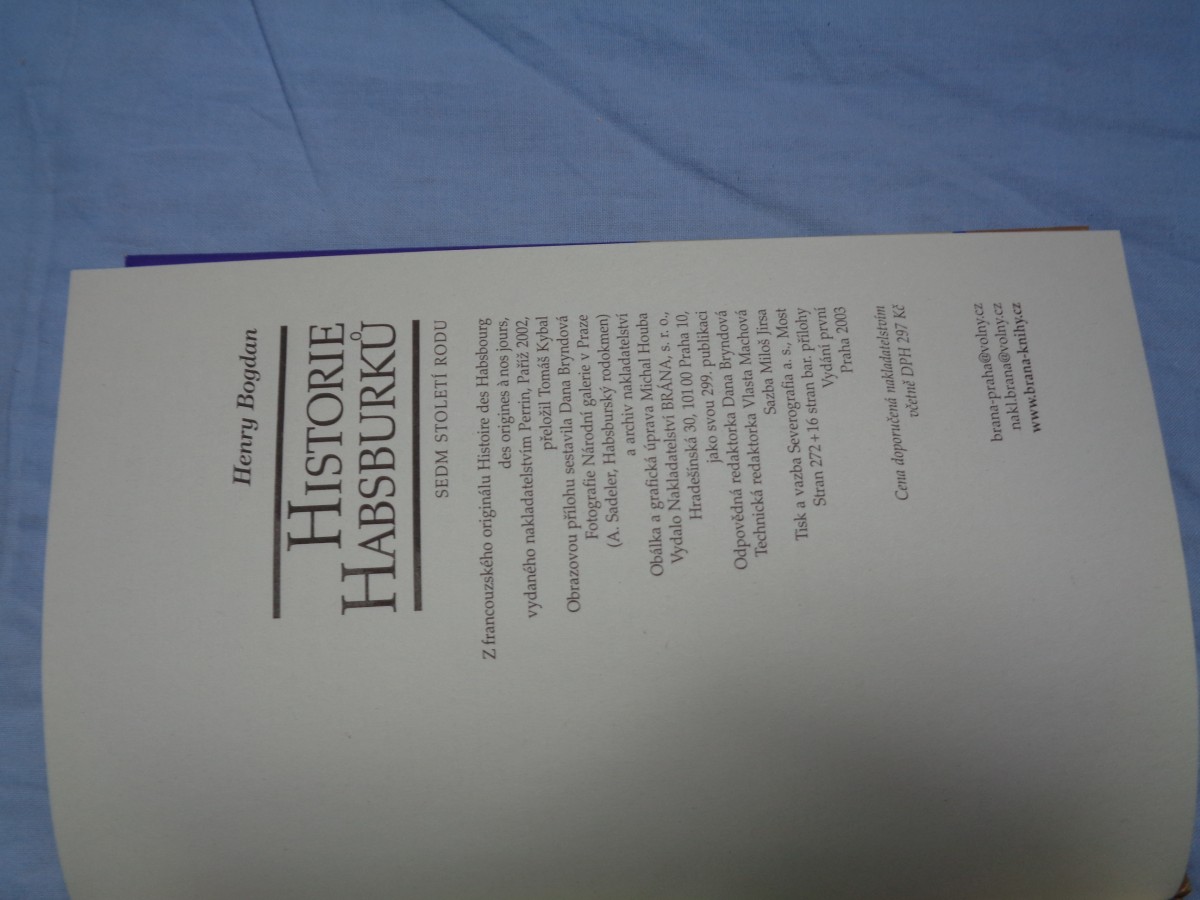 Henry Bogdan
HISTORIE
HABSBURKŮ
SEDM STOLETÍ RODU
Z francouzského originálu Histoire des Habsbourg
des origines à nos jours,
vydaného nakladatelstvím Perrin, Paříž 2002,
přeložil Tomáš Kybal
Obrazovou přílohu sestavila Dana Bryndová
Fotografie Národní galerie v Praze
(A. Sadeler, Habsburský rodokmen)
a archiv nakladatelství
Obálka a grafická úprava Michal Houba
Vydalo Nakladatelství BRÁNA, s. r. o.,
Hradešínská 30, 101 00 Praha 10,
jako svou 299. publikaci
Odpovědná redaktorka Dana Bryndová
Technická redaktorka Vlasta Machová
Sazba Miloš Jirsa
Tisk a vazba Severografia a. s., Most
Stran 272 + 16 stran bar. přílohy
Vydání první
Praha 2003
Cena doporučená nakladatelstvím
včetně DPH 297 Kč
brana-praha@volny.cz
nakl.brana@volny.cz
www.brana-knihy.cz